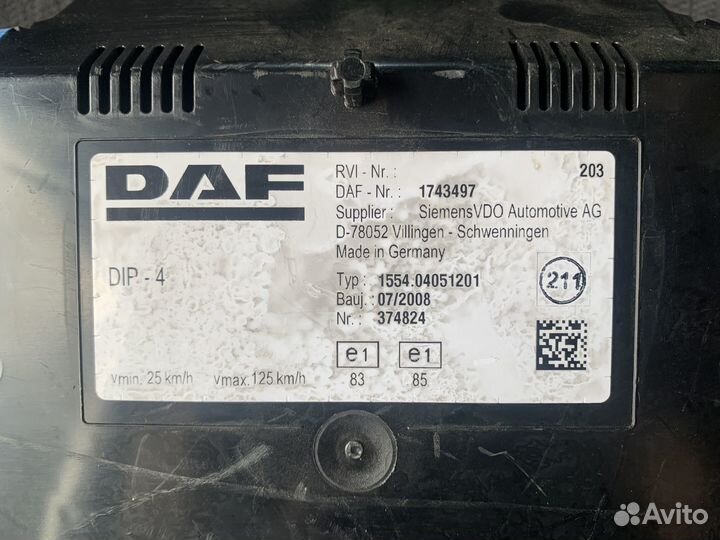 DAF
RVI - Nr. : 203
DAF - Nr. : 1743497
Supplier : SiemensVDO Automotive AG
D-78052 Villingen - Schwenningen
Made in Germany
DIP - 4
Typ : 1554.04051201
Bauj. : 07/2008
Nr. : 374824
211
e1 e1
83 85
vmin. 25 km/h vmax. 125 km/h
Avito